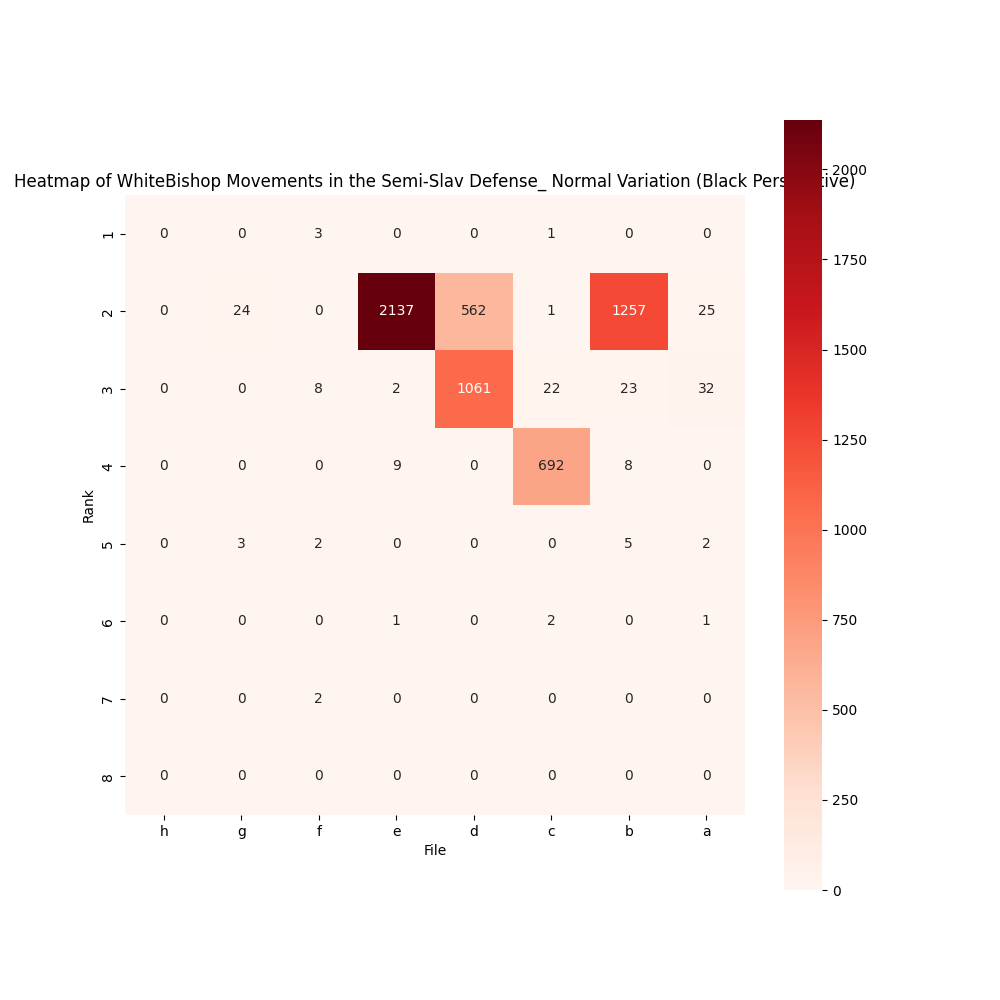 Heatmap of WhiteBishop Movements in the Semi-Slav Defense_ Normal Variation (Black Perspective)
2000
1 0 0 3 0 0 1 0 0
1750
2 0 24 0 2137 562 1 1257 25
1500
3 0 0 8 2 1061 22 23 32
1250
4 0 0 0 9 0 692 8 0
Rank
1000
5 0 3 2 0 0 0 5 2
750
6 0 0 0 1 0 2 0 1
500
7 0 0 2 0 0 0 0 0
8 0 0 0 0 0 0 0 0
250
h g f e d c b a
File
0